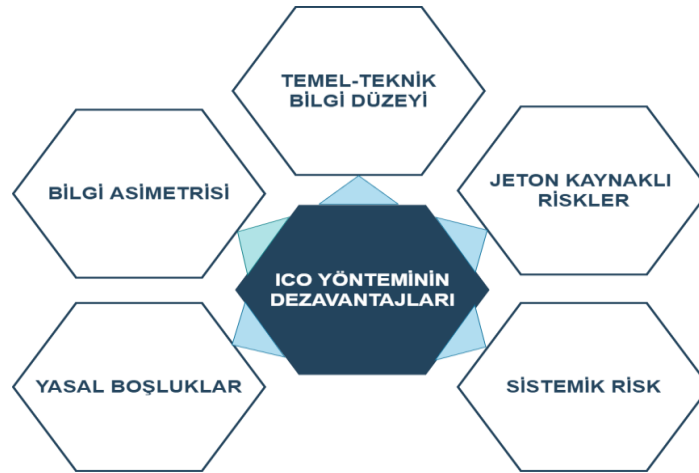 TEMEL-TEKNİK
BİLGİ DÜZEYİ
BİLGİ ASİMETRİSİ
JETON KAYNAKLI
RİSKLER
ICO YÖNTEMİNİN
DEZAVANTAJLARI
YASAL BOŞLUKLAR
SİSTEMİK RİSK